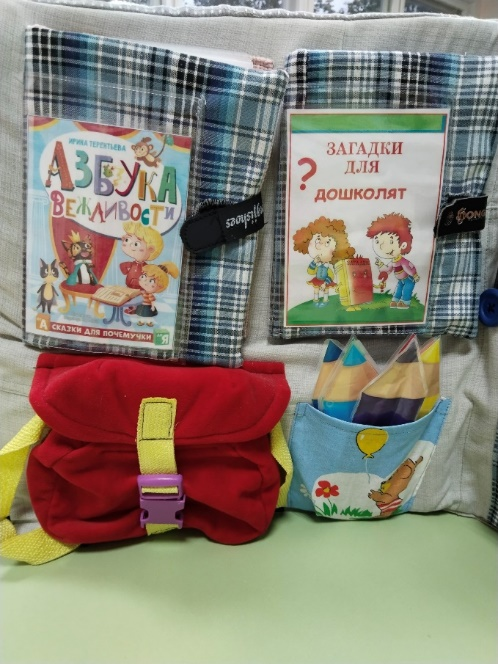 ИРИНА ТЕРЕНТЬЕВА
АЗБУКА
ВЕЖЛИВОСТИ
СКАЗКИ ДЛЯ ПОЧЕМУЧКИ
ЗАГАДКИ
ДЛЯ
?
ДОШКОЛЯТ